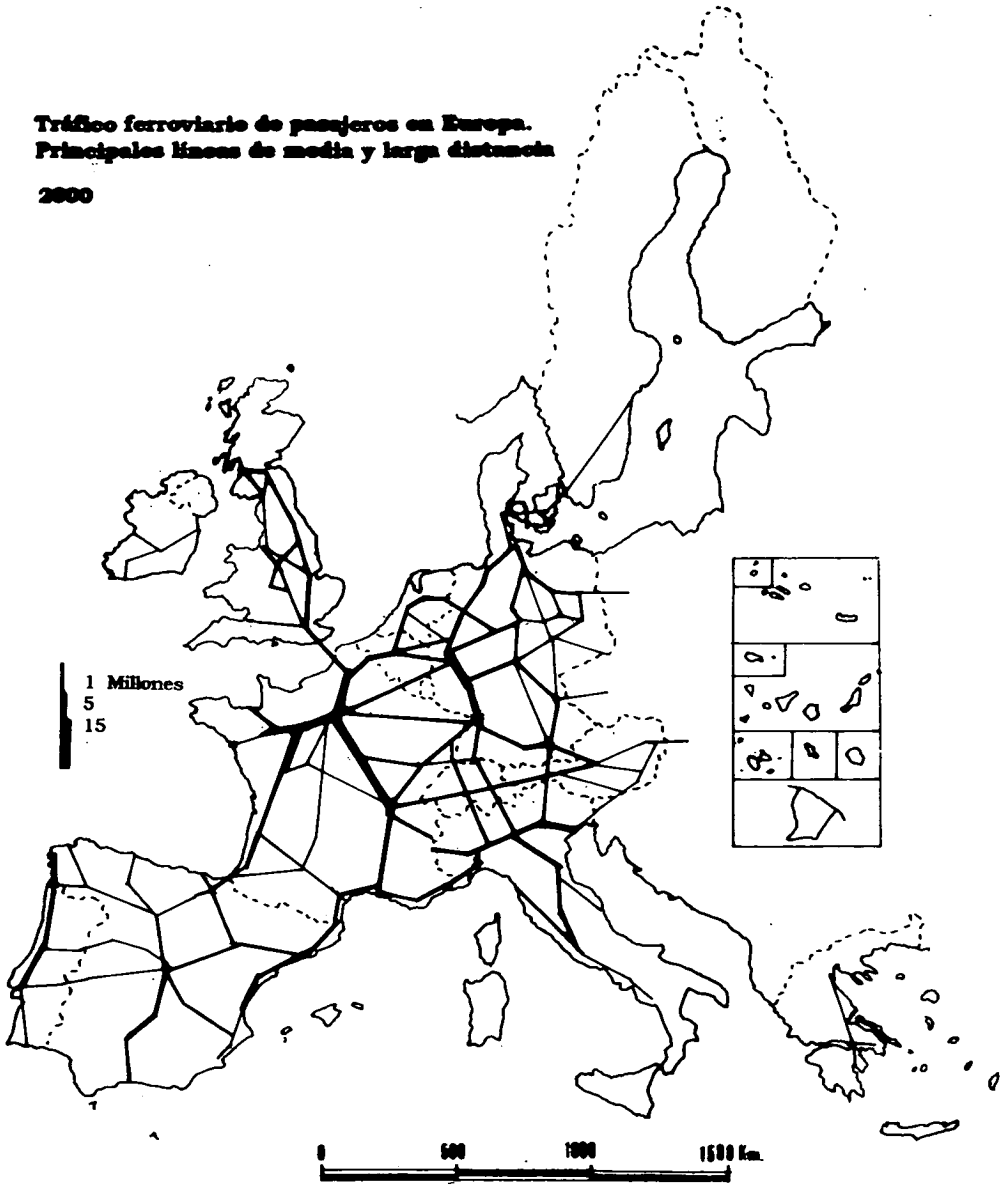 Tráfico ferroviario de pasajeros en Europa.
Principales líneas de media y larga distancia
2000
1 Millones
5
15
0 500 1000 1500 Km.